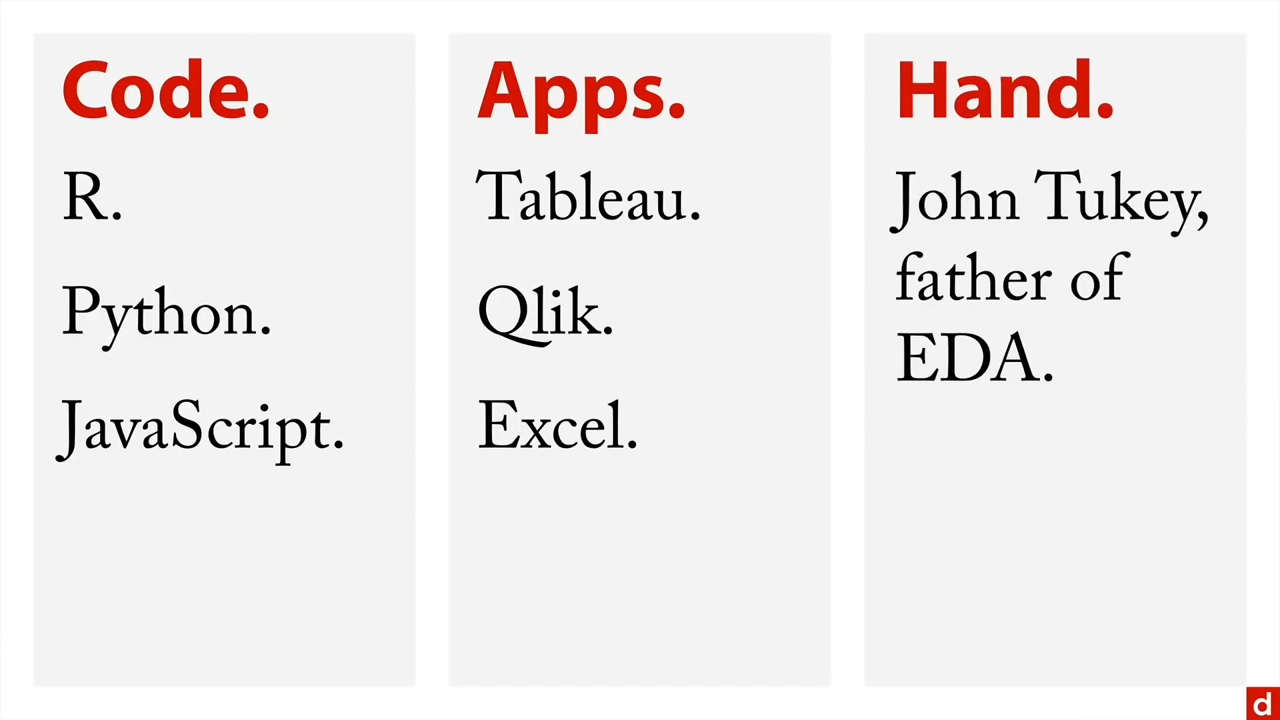 Code.
R.
Python.
JavaScript.
Apps.
Tableau.
Qlik.
Excel.
Hand.
John Tukey,
father of
EDA.
d